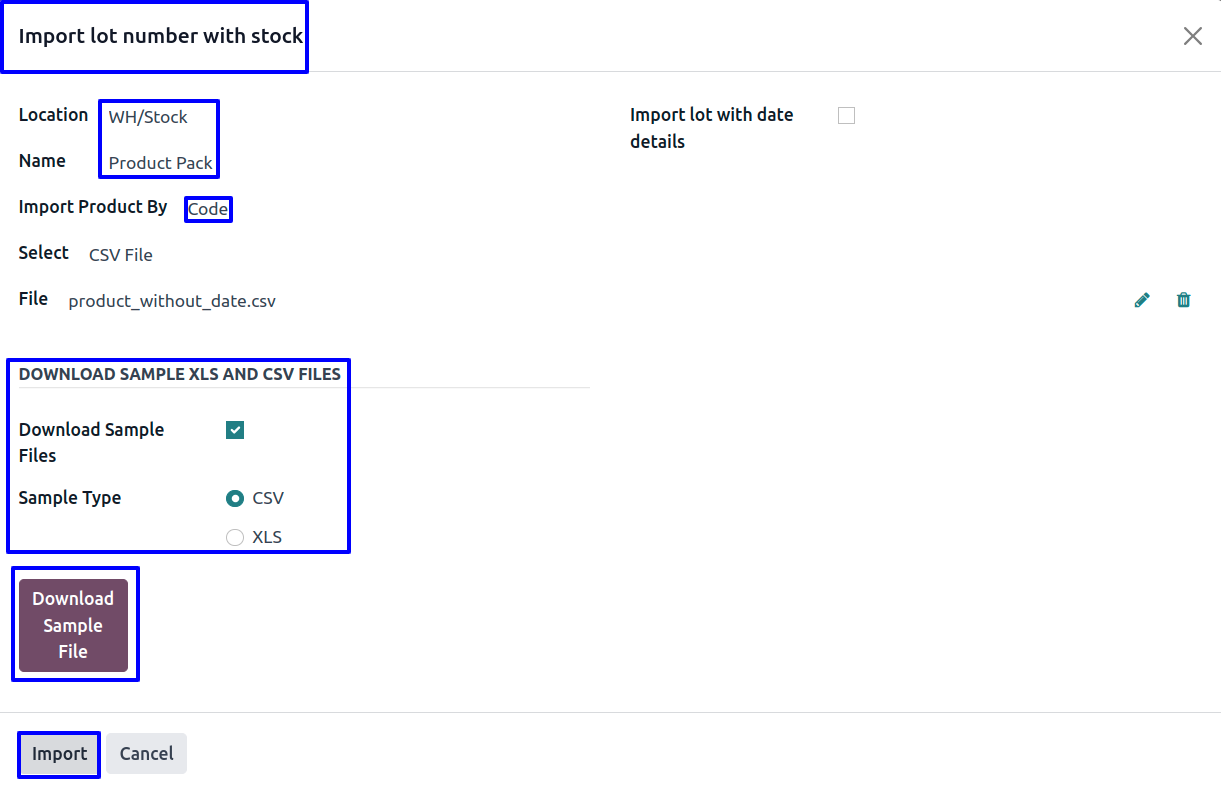 Import lot number with stock
Location WH/Stock
Import lot with date
details
Name Product Pack
Import Product By Code
Select CSV File
File product_without_date.csv
DOWNLOAD SAMPLE XLS AND CSV FILES
Download Sample
Files
Sample Type CSV
XLS
Download
Sample
File
Import Cancel